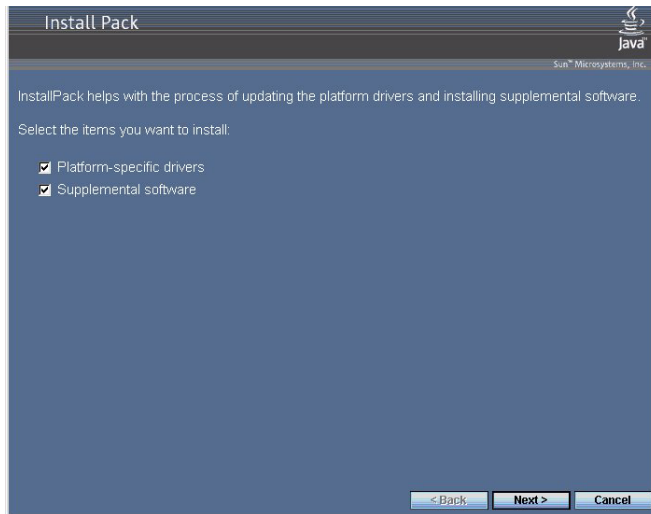 Install Pack
Java™
Sun™ Microsystems, Inc.
InstallPack helps with the process of updating the platform drivers and installing supplemental software.
Select the items you want to install:
Platform-specific drivers
Supplemental software
< Back
Next >
Cancel